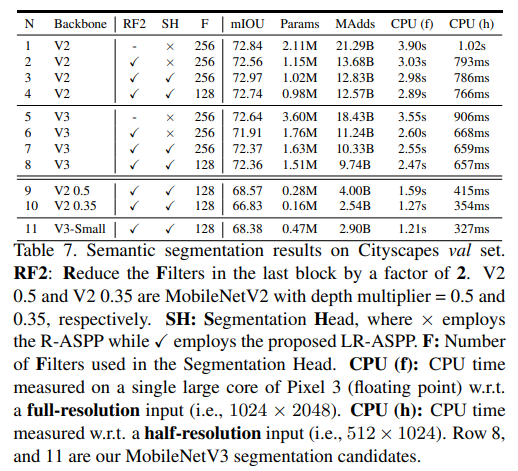 N Backbone RF2 SH F mIOU Params MAdds CPU (f) CPU (h)
1 V2 - × 256 72.84 2.11M 21.29B 3.90s 1.02s
2 V2 ✓ × 256 72.56 1.15M 13.68B 3.03s 793ms
3 V2 ✓ ✓ 256 72.97 1.02M 12.83B 2.98s 786ms
4 V2 ✓ ✓ 128 72.74 0.98M 12.57B 2.89s 766ms
5 V3 - × 256 72.64 3.60M 18.43B 3.55s 906ms
6 V3 ✓ × 256 71.91 1.76M 11.24B 2.60s 668ms
7 V3 ✓ ✓ 256 72.37 1.63M 10.33B 2.55s 659ms
8 V3 ✓ ✓ 128 72.36 1.51M 9.74B 2.47s 657ms
9 V2 0.5 ✓ ✓ 128 68.57 0.28M 4.00B 1.59s 415ms
10 V2 0.35 ✓ ✓ 128 66.83 0.16M 2.54B 1.27s 354ms
11 V3-Small ✓ ✓ 128 68.38 0.47M 2.90B 1.21s 327ms
Table 7. Semantic segmentation results on Cityscapes val set.
RF2: Reduce the Filters in the last block by a factor of 2. V2
0.5 and V2 0.35 are MobileNetV2 with depth multiplier = 0.5 and
0.35, respectively. SH: Segmentation Head, where × employs
the R-ASPP while ✓ employs the proposed LR-ASPP. F: Number
of Filters used in the Segmentation Head. CPU (f): CPU time
measured on a single large core of Pixel 3 (floating point) w.r.t.
a full-resolution input (i.e., 1024 × 2048). CPU (h): CPU time
measured w.r.t. a half-resolution input (i.e., 512 × 1024). Row 8,
and 11 are our MobileNetV3 segmentation candidates.